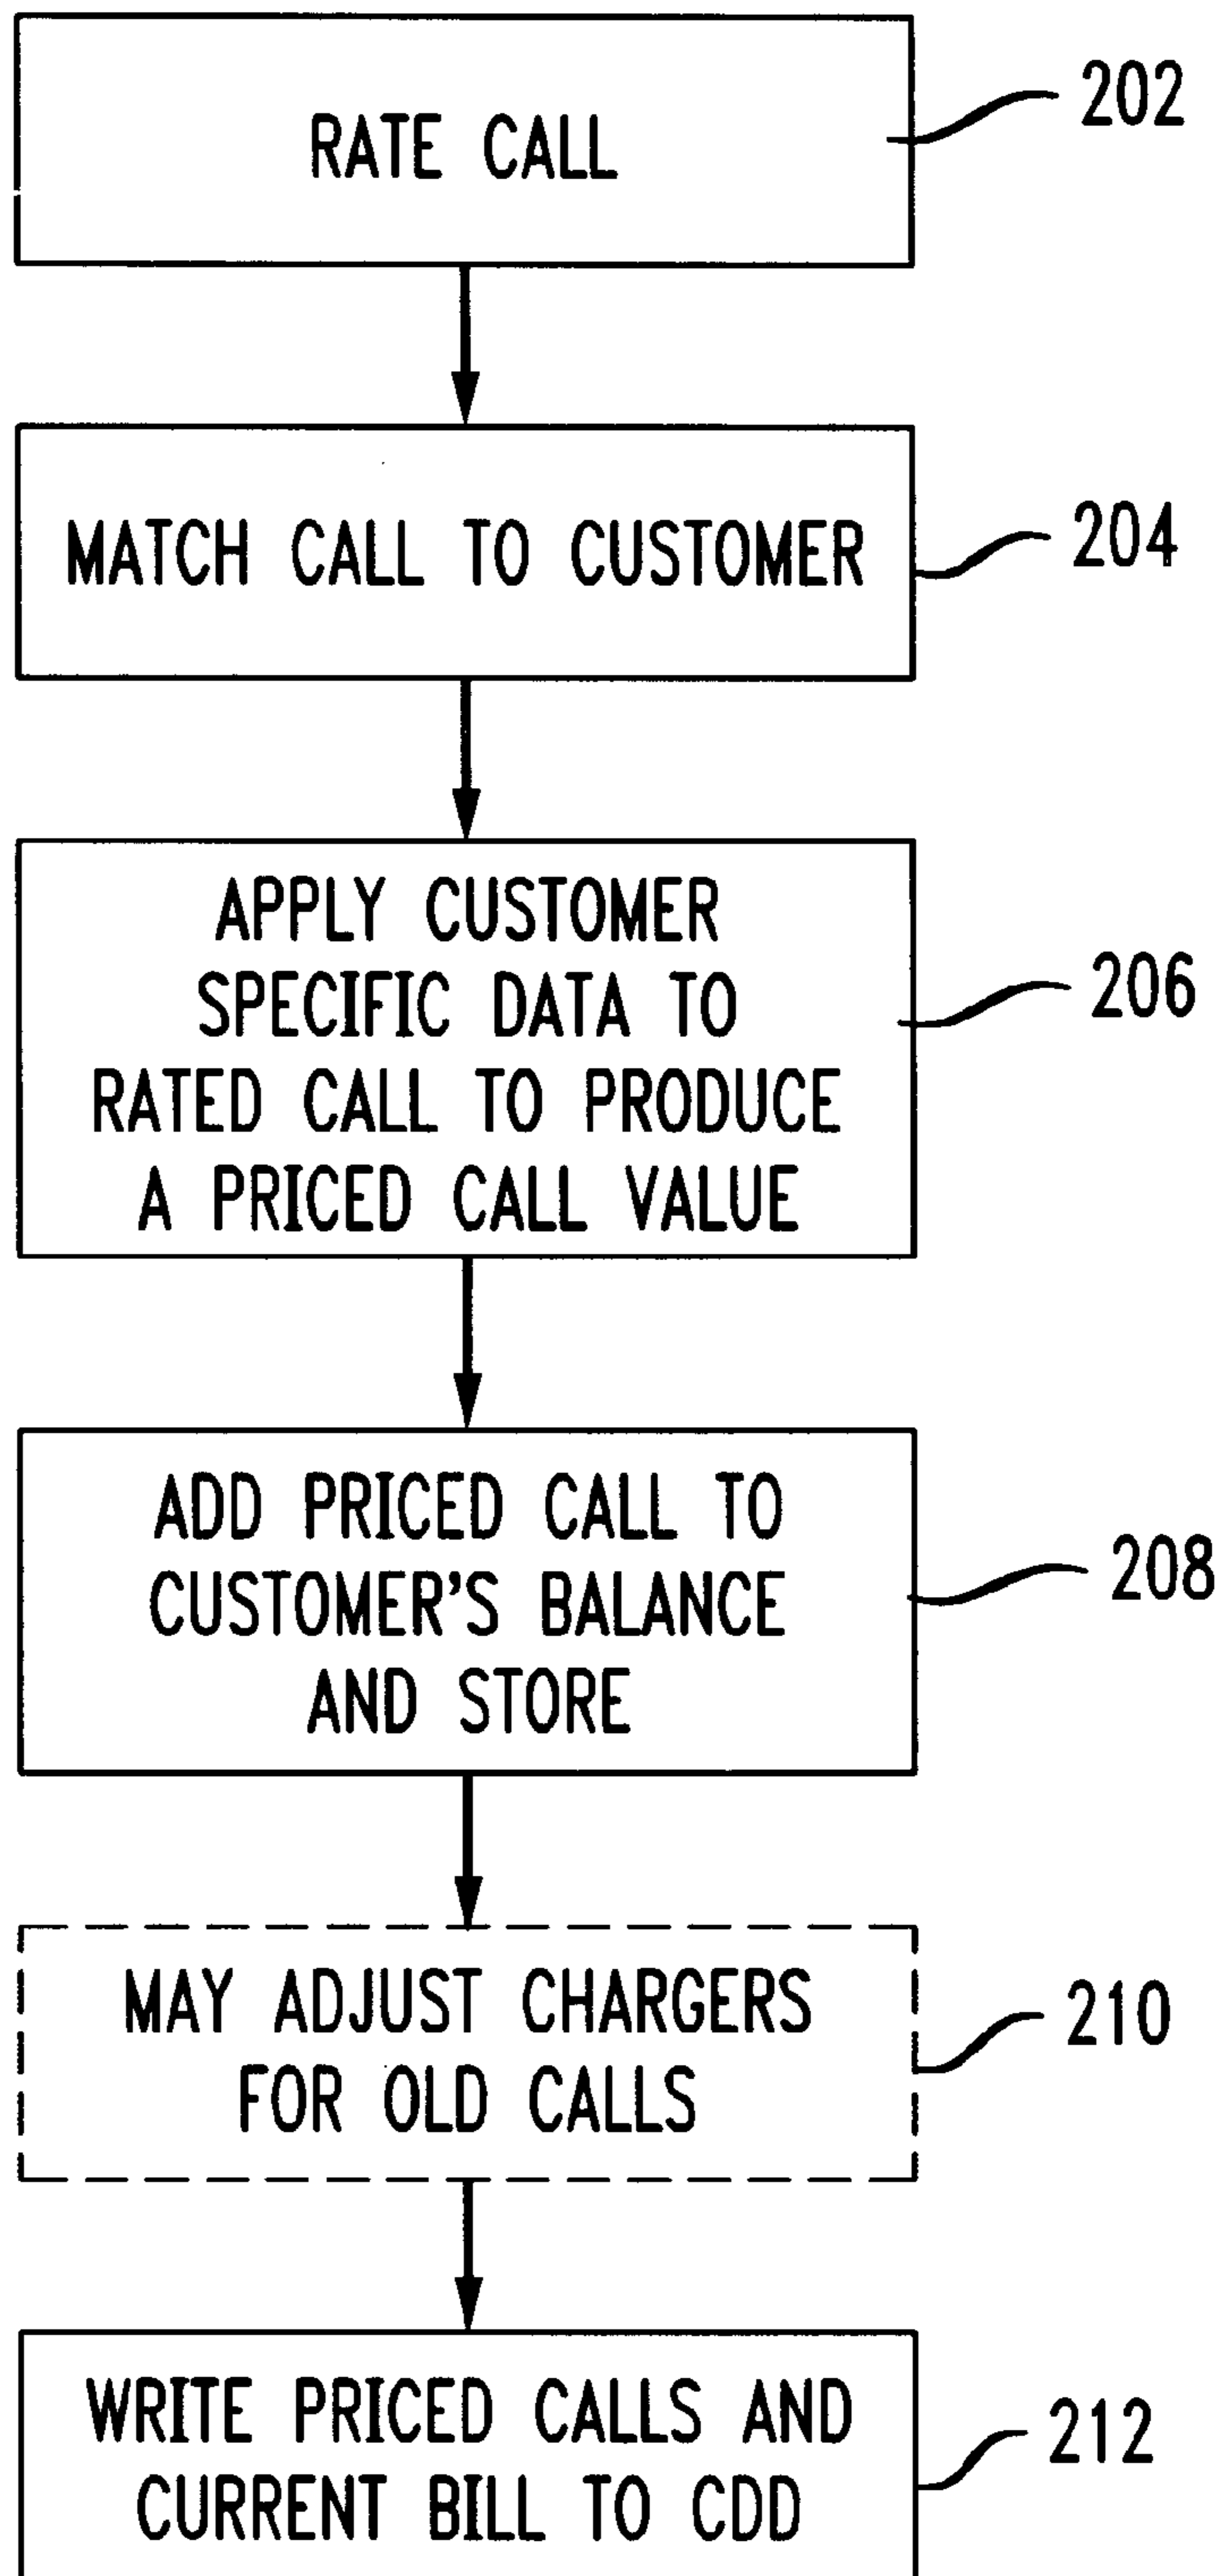 RATE CALL
202
MATCH CALL TO CUSTOMER
204
APPLY CUSTOMER
SPECIFIC DATA TO
RATED CALL TO PRODUCE
A PRICED CALL VALUE
206
ADD PRICED CALL TO
CUSTOMER'S BALANCE
AND STORE
208
MAY ADJUST CHARGERS
FOR OLD CALLS
210
WRITE PRICED CALLS AND
CURRENT BILL TO CDD
212